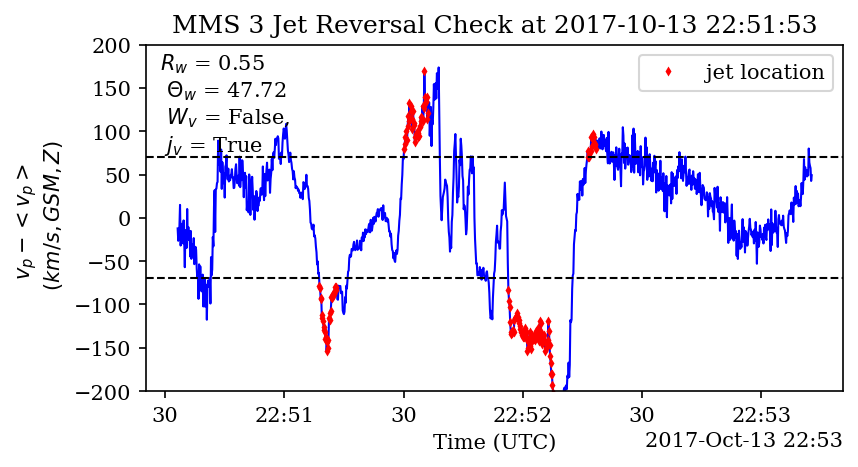 MMS 3 Jet Reversal Check at 2017-10-13 22:51:53
R_w = 0.55
Θ_w = 47.72
W_v = False
j_v = True
jet location
v_p − < v_p >
(km/s, GSM, Z)
200
150
100
50
0
−50
−100
−150
−200
30 22:51 30 22:52 30 22:53
Time (UTC)
2017-Oct-13 22:53